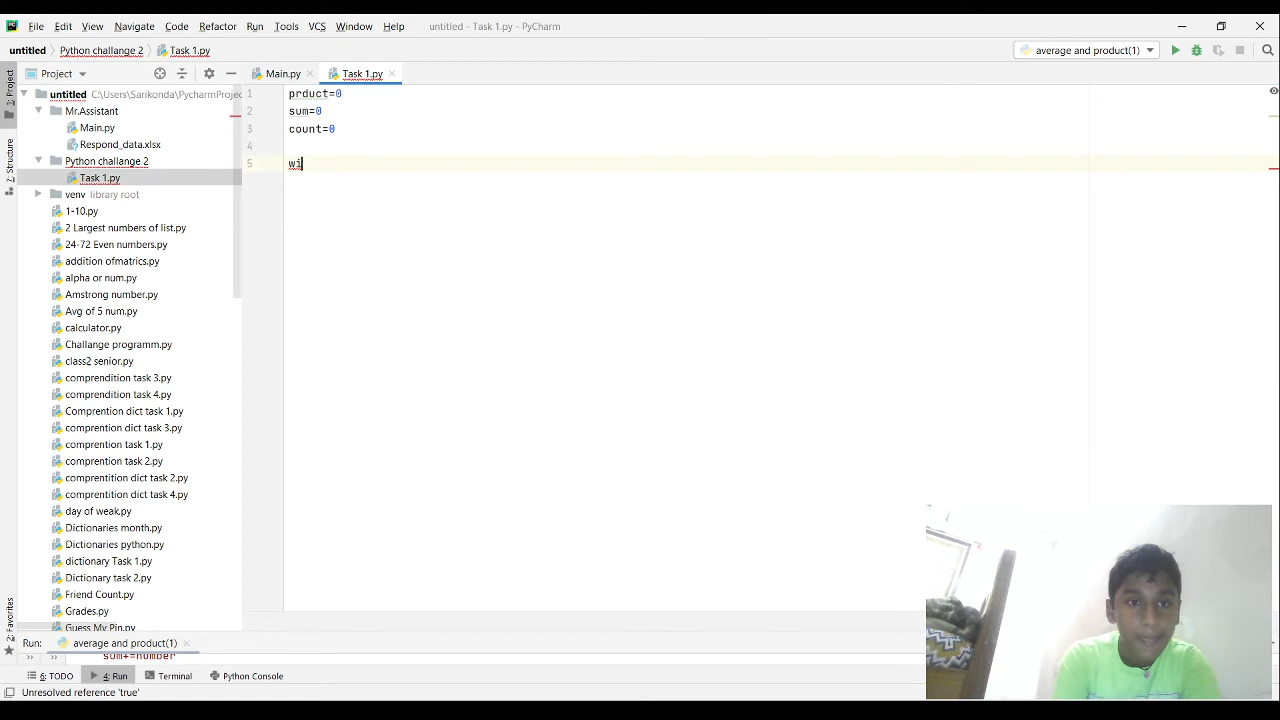 File Edit View Navigate Code Refactor Run Tools VCS Window Help untitled - Task 1.py - PyCharm
untitled Python challange 2 Task 1.py average and product(1)
1: Project
Project Main.py Task 1.py
untitled C:\Users\Sarikonda\PycharmProjec
Mr.Assistant
Main.py
Respond_data.xlsx
Python challange 2
Task 1.py
venv library root
1-10.py
2 Largest numbers of list.py
24-72 Even numbers.py
addition ofmatrics.py
alpha or num.py
Amstrong number.py
Avg of 5 num.py
calculator.py
Challange programm.py
class2 senior.py
comprendition task 3.py
comprendition task 4.py
Comprention dict task 1.py
comprention dict task 3.py
comprention task 1.py
comprention task 2.py
comprentition dict task 2.py
comprentition dict task 4.py
day of weak.py
Dictionaries month.py
Dictionaries python.py
dictionary Task 1.py
Dictionary task 2.py
Friend Count.py
Grades.py
Guess My Pin.py
1 prduct=0
2 sum=0
3 count=0
4
5 wi
7: Structure
2: Favorites
Run: average and product(1)
sum+=number
6: TODO 4: Run Terminal Python Console
Unresolved reference 'true'